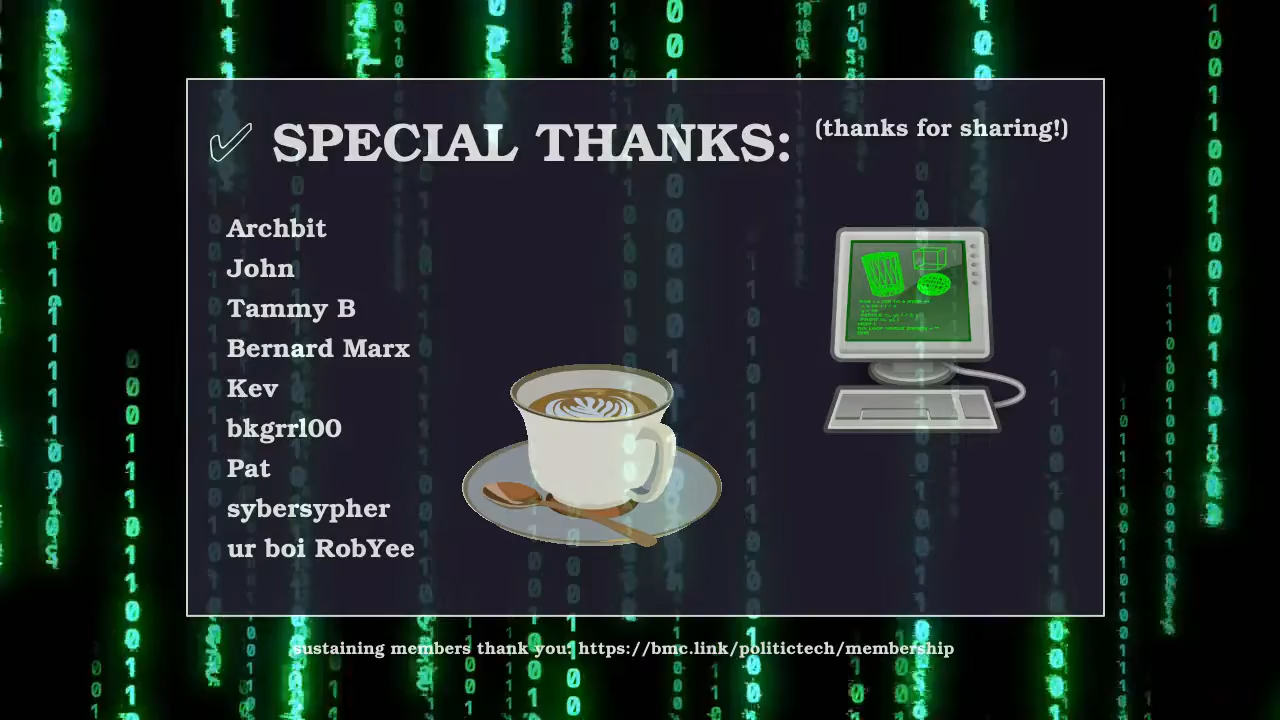 ✓ SPECIAL THANKS: (thanks for sharing!)
Archbit
John
Tammy B
Bernard Marx
Kev
bkgrrl00
Pat
sybersypher
ur boi RobYee
sustaining members thank you: https://bmc.link/politictech/membership